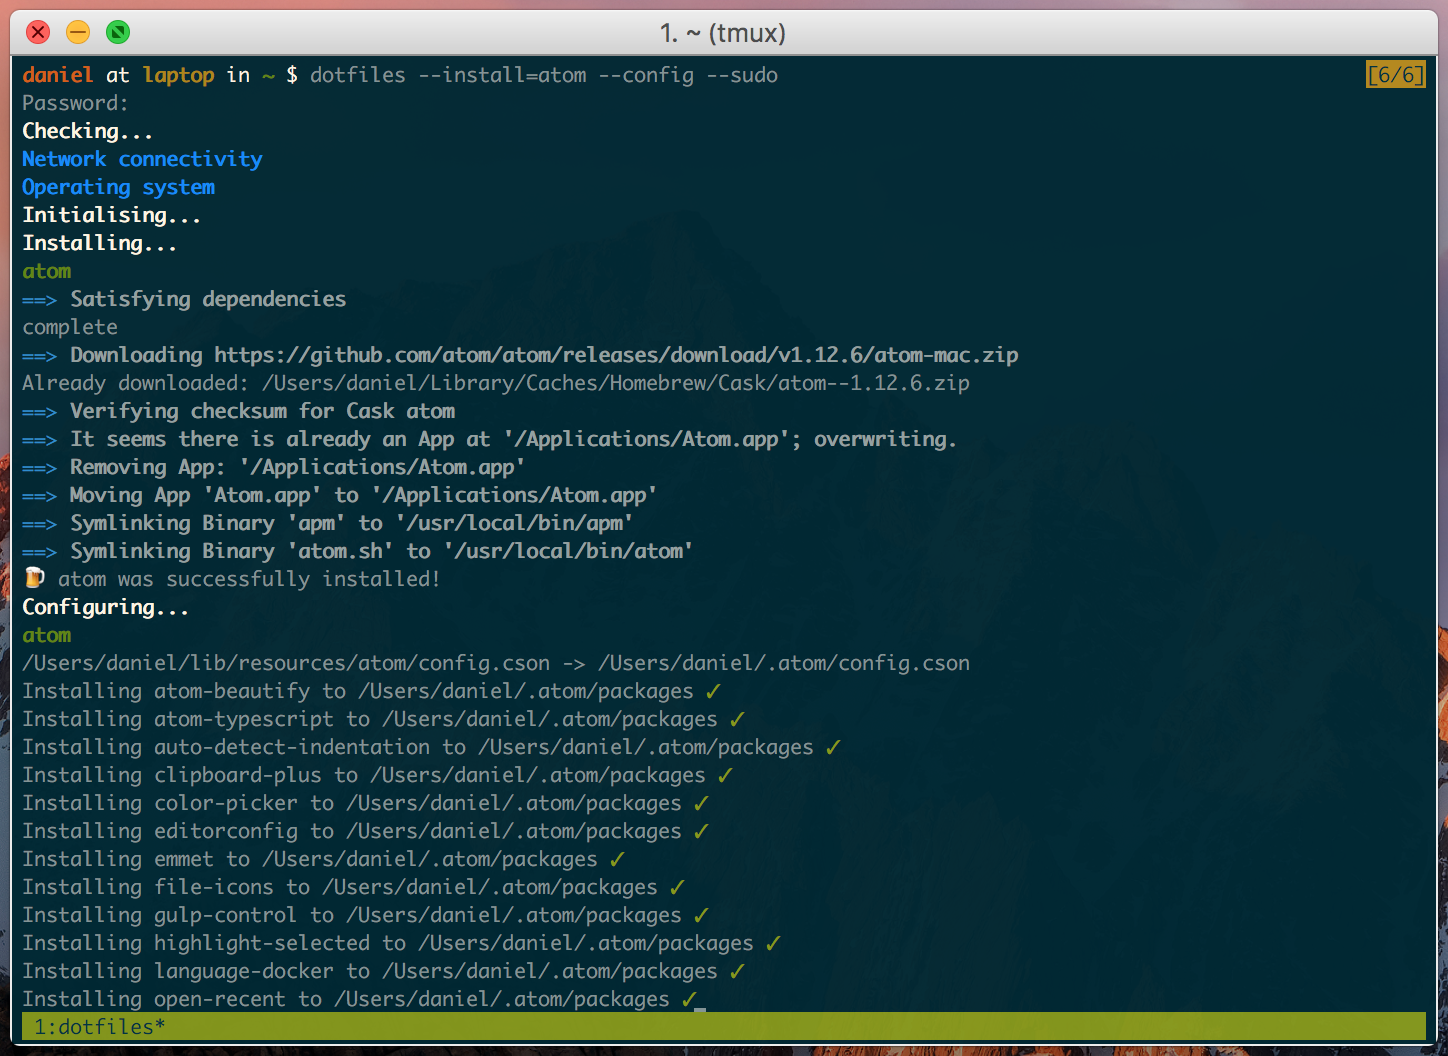 1. ~ (tmux)
daniel at laptop in ~ $ dotfiles --install=atom --config --sudo [6/6]
Password:
Checking...
Network connectivity
Operating system
Initialising...
Installing...
atom
==> Satisfying dependencies
complete
==> Downloading https://github.com/atom/atom/releases/download/v1.12.6/atom-mac.zip
Already downloaded: /Users/daniel/Library/Caches/Homebrew/Cask/atom--1.12.6.zip
==> Verifying checksum for Cask atom
==> It seems there is already an App at '/Applications/Atom.app'; overwriting.
==> Removing App: '/Applications/Atom.app'
==> Moving App 'Atom.app' to '/Applications/Atom.app'
==> Symlinking Binary 'apm' to '/usr/local/bin/apm'
==> Symlinking Binary 'atom.sh' to '/usr/local/bin/atom'
🍺 atom was successfully installed!
Configuring...
atom
/Users/daniel/lib/resources/atom/config.cson -> /Users/daniel/.atom/config.cson
Installing atom-beautify to /Users/daniel/.atom/packages ✓
Installing atom-typescript to /Users/daniel/.atom/packages ✓
Installing auto-detect-indentation to /Users/daniel/.atom/packages ✓
Installing clipboard-plus to /Users/daniel/.atom/packages ✓
Installing color-picker to /Users/daniel/.atom/packages ✓
Installing editorconfig to /Users/daniel/.atom/packages ✓
Installing emmet to /Users/daniel/.atom/packages ✓
Installing file-icons to /Users/daniel/.atom/packages ✓
Installing gulp-control to /Users/daniel/.atom/packages ✓
Installing highlight-selected to /Users/daniel/.atom/packages ✓
Installing language-docker to /Users/daniel/.atom/packages ✓
Installing open-recent to /Users/daniel/.atom/packages ✓
1:dotfiles*